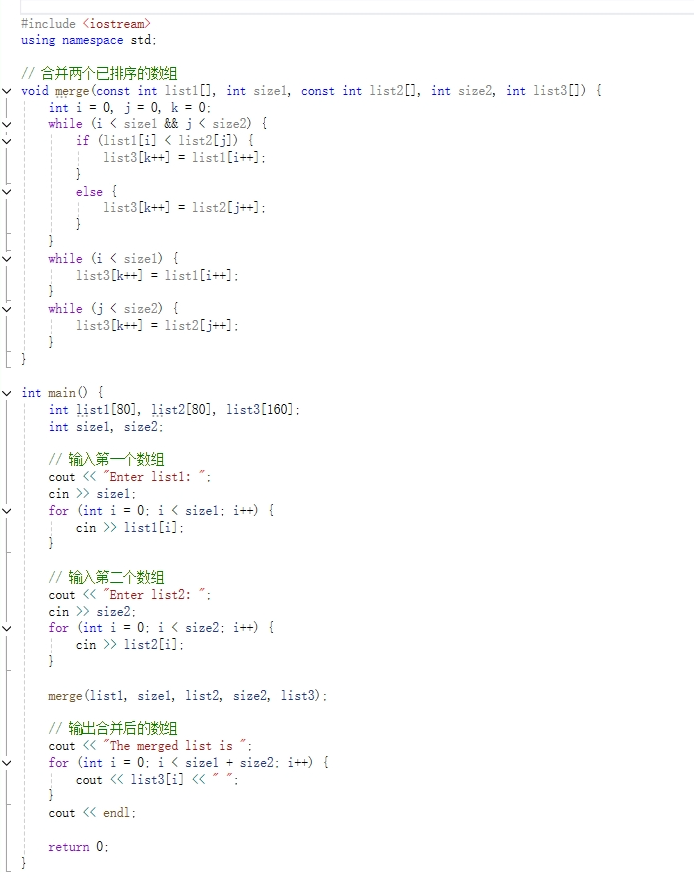 #include <iostream>
using namespace std;
// 合并两个已排序的数组
void merge(const int list1[], int size1, const int list2[], int size2, int list3[]) {
int i = 0, j = 0, k = 0;
while (i < size1 && j < size2) {
if (list1[i] < list2[j]) {
list3[k++] = list1[i++];
}
else {
list3[k++] = list2[j++];
}
}
while (i < size1) {
list3[k++] = list1[i++];
}
while (j < size2) {
list3[k++] = list2[j++];
}
}
int main() {
int list1[80], list2[80], list3[160];
int size1, size2;
// 输入第一个数组
cout << "Enter list1: ";
cin >> size1;
for (int i = 0; i < size1; i++) {
cin >> list1[i];
}
// 输入第二个数组
cout << "Enter list2: ";
cin >> size2;
for (int i = 0; i < size2; i++) {
cin >> list2[i];
}
merge(list1, size1, list2, size2, list3);
// 输出合并后的数组
cout << "The merged list is ";
for (int i = 0; i < size1 + size2; i++) {
cout << list3[i] << " ";
}
cout << endl;
return 0;
}